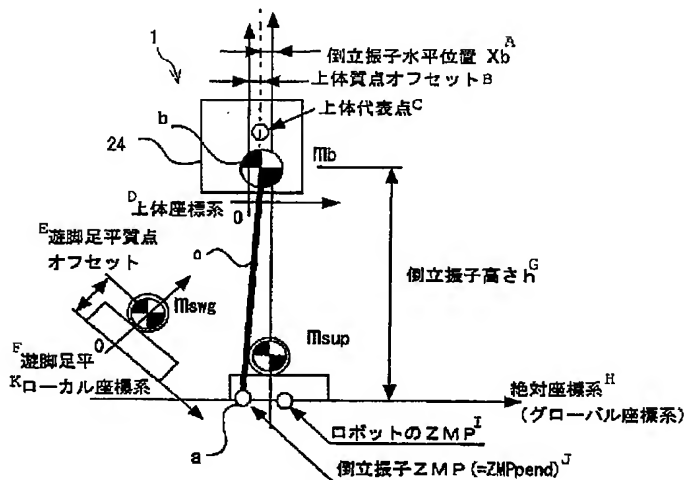 1
倒立振子水平位置 Xb A
上体質点オフセット B
上体代表点 C
b
24
mb
D 上体座標系
0
E 遊脚足平質点
オフセット
c
倒立振子高さh G
mswg
msup
0
F 遊脚足平
K ローカル座標系
絶対座標系 H
(グローバル座標系)
ロボットのZMP I
a
倒立振子ZMP(=ZMPpend) J